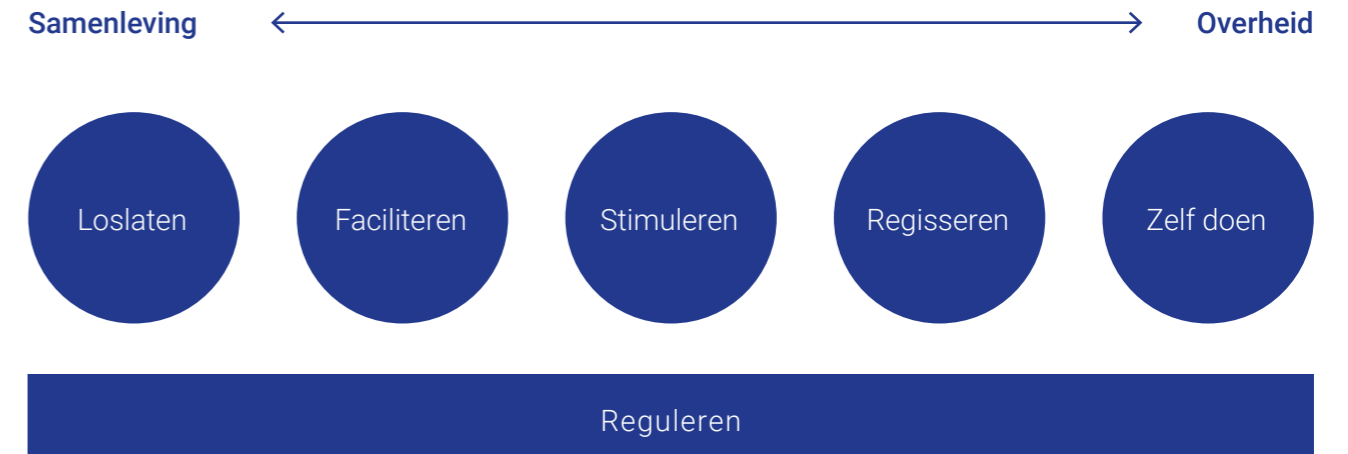 Samenleving
Overheid
Loslaten
Faciliteren
Stimuleren
Regisseren
Zelf doen
Reguleren